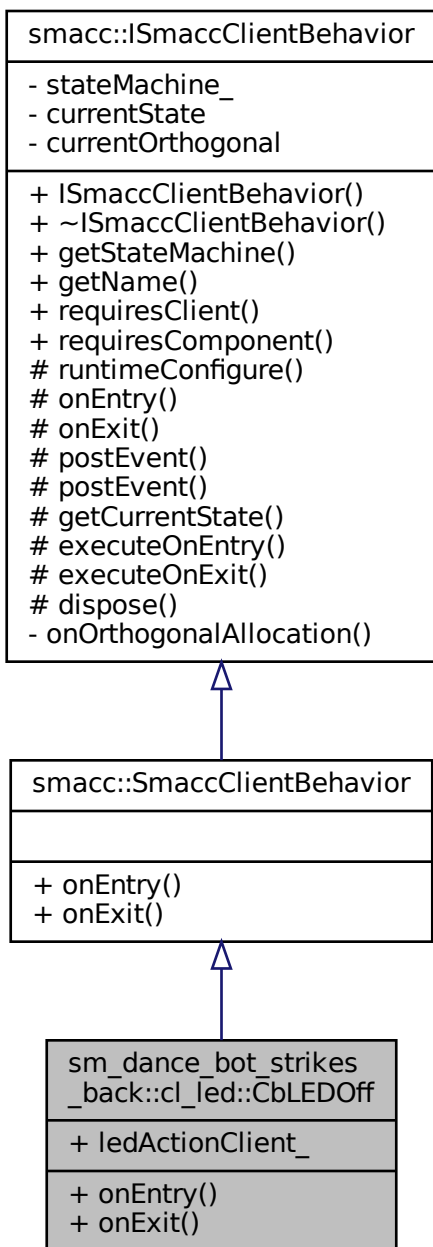 smacc::ISmaccClientBehavior
- stateMachine_
- currentState
- currentOrthogonal
+ ISmaccClientBehavior()
+ ~ISmaccClientBehavior()
+ getStateMachine()
+ getName()
+ requiresClient()
+ requiresComponent()
# runtimeConfigure()
# onEntry()
# onExit()
# postEvent()
# postEvent()
# getCurrentState()
# executeOnEntry()
# executeOnExit()
# dispose()
- onOrthogonalAllocation()
smacc::SmaccClientBehavior
+ onEntry()
+ onExit()
sm_dance_bot_strikes
_back::cl_led::CbLEDOff
+ ledActionClient_
+ onEntry()
+ onExit()